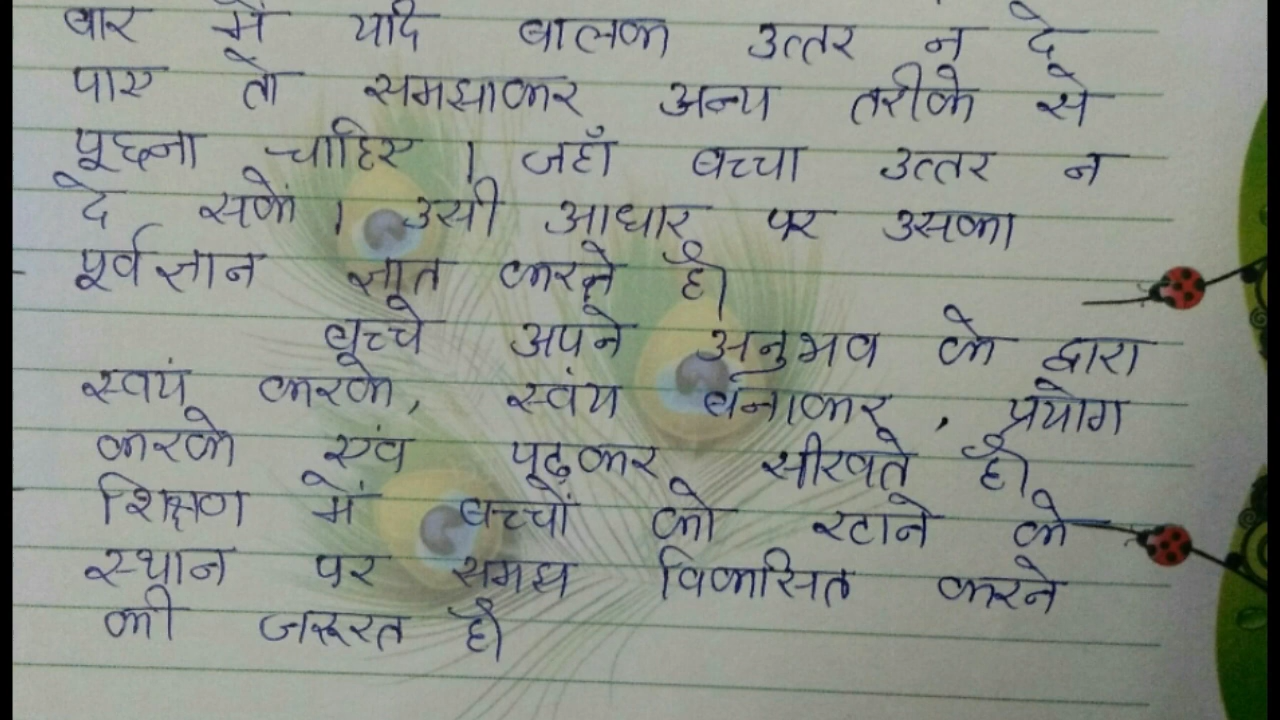 बार में यदि बालक उत्तर न दे
पाए तो समझाकर अन्य तरीके से
पूछना चाहिए । जहाँ बच्चा उत्तर न
दे सकें । उसी आधार पर उसका
पूर्वज्ञान ज्ञात करते है।
बच्चे अपने अनुभव के द्वारा
स्वयं करके, स्वंय बनाकर , प्रयोग
करके एंव पढ़कर सीखते है।
शिक्षण में बच्चों को रटाने के
स्थान पर समझ विकसित करने
की जरूरत है।